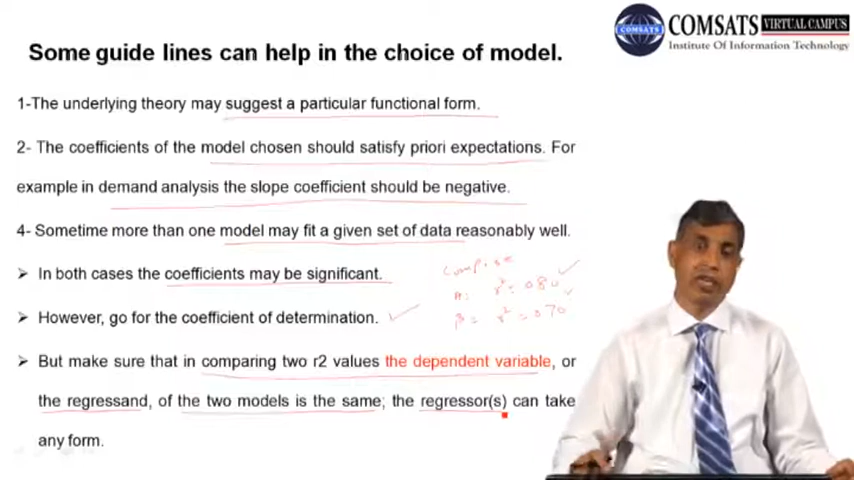 COMSATS VIRTUAL CAMPUS
Institute Of Information Technology
COMSATS
Some guide lines can help in the choice of model.
1-The underlying theory may suggest a particular functional form.
2- The coefficients of the model chosen should satisfy priori expectations. For
example in demand analysis the slope coefficient should be negative.
4- Sometime more than one model may fit a given set of data reasonably well.
➤ In both cases the coefficients may be significant.
➤ However, go for the coefficient of determination.
A: r² = 080
B = r² = 070
➤ But make sure that in comparing two r2 values the dependent variable, or
the regressand, of the two models is the same; the regressor(s) can take
any form.